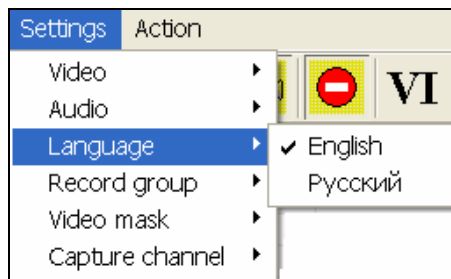 Settings Action
Video
Audio
VI
Language
English
Record group
Русский
Video mask
Capture channel